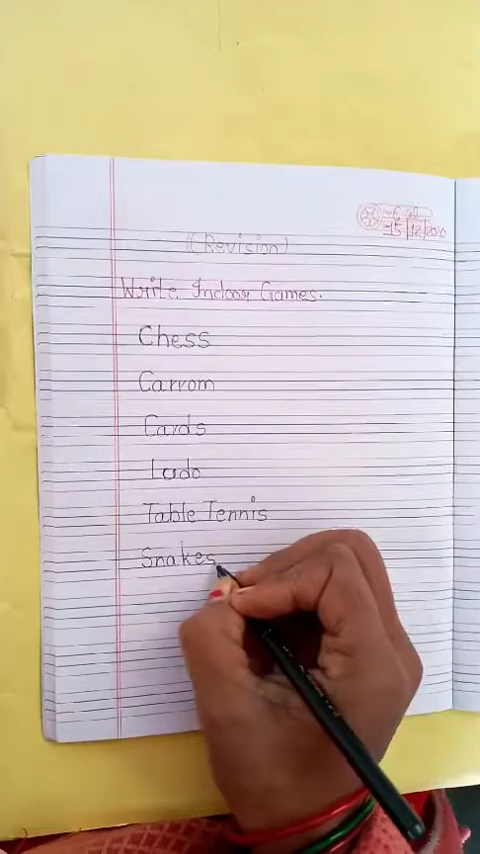 (Revision)
Write Indoor Games.
Chess
Carrom
Cards
Ludo
Table Tennis
Snakes